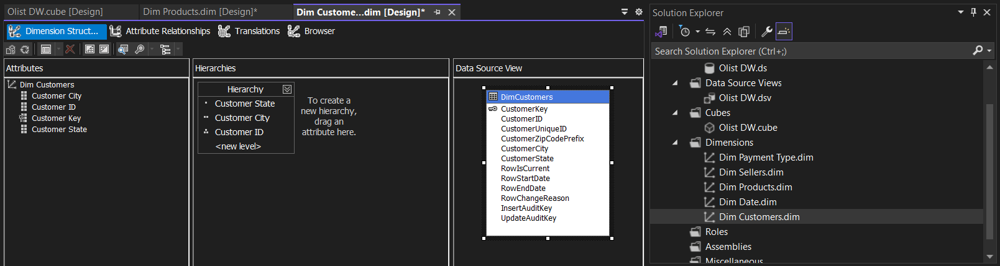 Olist DW.cube [Design]
Dim Products.dim [Design]*
Dim Custome...dim [Design]*
Dimension Struct...
Attribute Relationships
Translations
Browser
Attributes
Dim Customers
Customer City
Customer ID
Customer Key
Customer State
Hierarchies
Hierarchy
Customer State
Customer City
Customer ID
<new level>
To create a
new hierarchy,
drag an
attribute here.
Data Source View
DimCustomers
CustomerKey
CustomerID
CustomerUniqueID
CustomerZipCodePrefix
CustomerCity
CustomerState
RowIsCurrent
RowStartDate
RowEndDate
RowChangeReason
InsertAuditKey
UpdateAuditKey
Solution Explorer
Search Solution Explorer (Ctrl+;)
Olist DW.ds
Data Source Views
Olist DW.dsv
Cubes
Olist DW.cube
Dimensions
Dim Payment Type.dim
Dim Sellers.dim
Dim Products.dim
Dim Date.dim
Dim Customers.dim
Roles
Assemblies
Miscellaneous